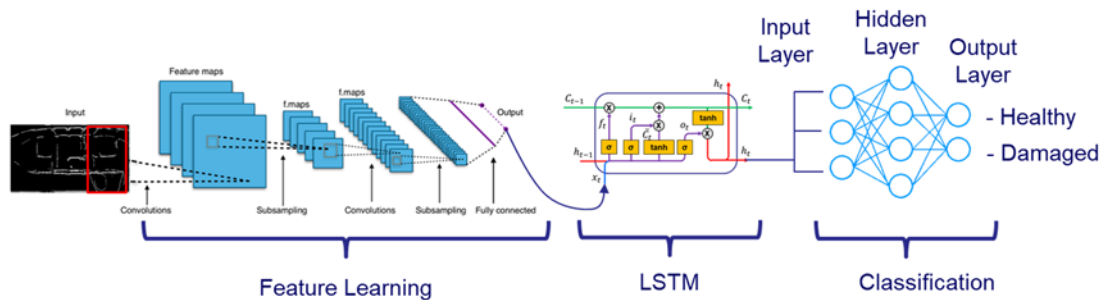 Input
Feature maps
f.maps
f.maps
Output
Convolutions
Subsampling
Convolutions
Subsampling
Fully connected
Feature Learning
C_{t-1}
C_t
h_t
f_t
i_t
C̃_t
o_t
tanh
σ
σ
tanh
σ
h_{t-1}
h_t
x_t
LSTM
Input
Layer
Hidden
Layer
Output
Layer
- Healthy
- Damaged
Classification